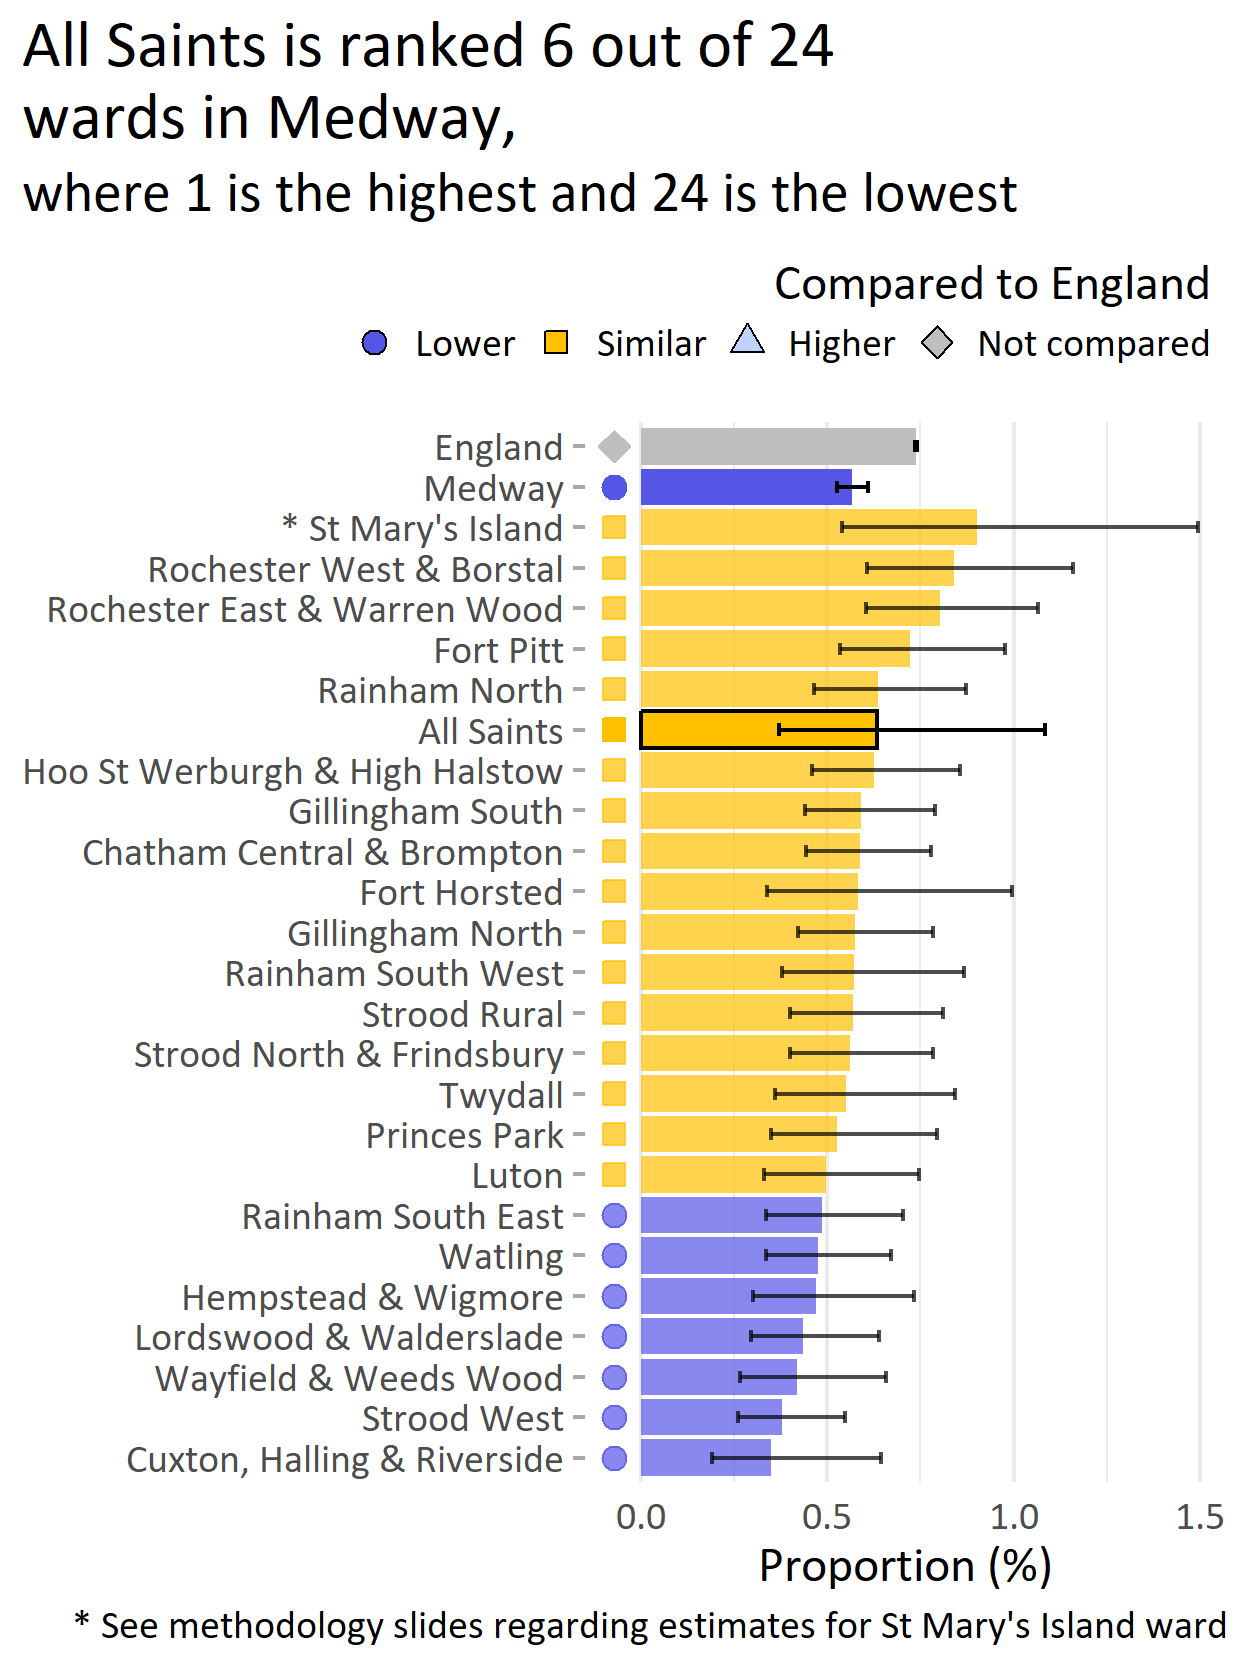 All Saints is ranked 6 out of 24
wards in Medway,
where 1 is the highest and 24 is the lowest
Compared to England
Lower Similar Higher Not compared
England
Medway
* St Mary's Island
Rochester West & Borstal
Rochester East & Warren Wood
Fort Pitt
Rainham North
All Saints
Hoo St Werburgh & High Halstow
Gillingham South
Chatham Central & Brompton
Fort Horsted
Gillingham North
Rainham South West
Strood Rural
Strood North & Frindsbury
Twydall
Princes Park
Luton
Rainham South East
Watling
Hempstead & Wigmore
Lordswood & Walderslade
Wayfield & Weeds Wood
Strood West
Cuxton, Halling & Riverside
0.0 0.5 1.0 1.5
Proportion (%)
* See methodology slides regarding estimates for St Mary's Island ward